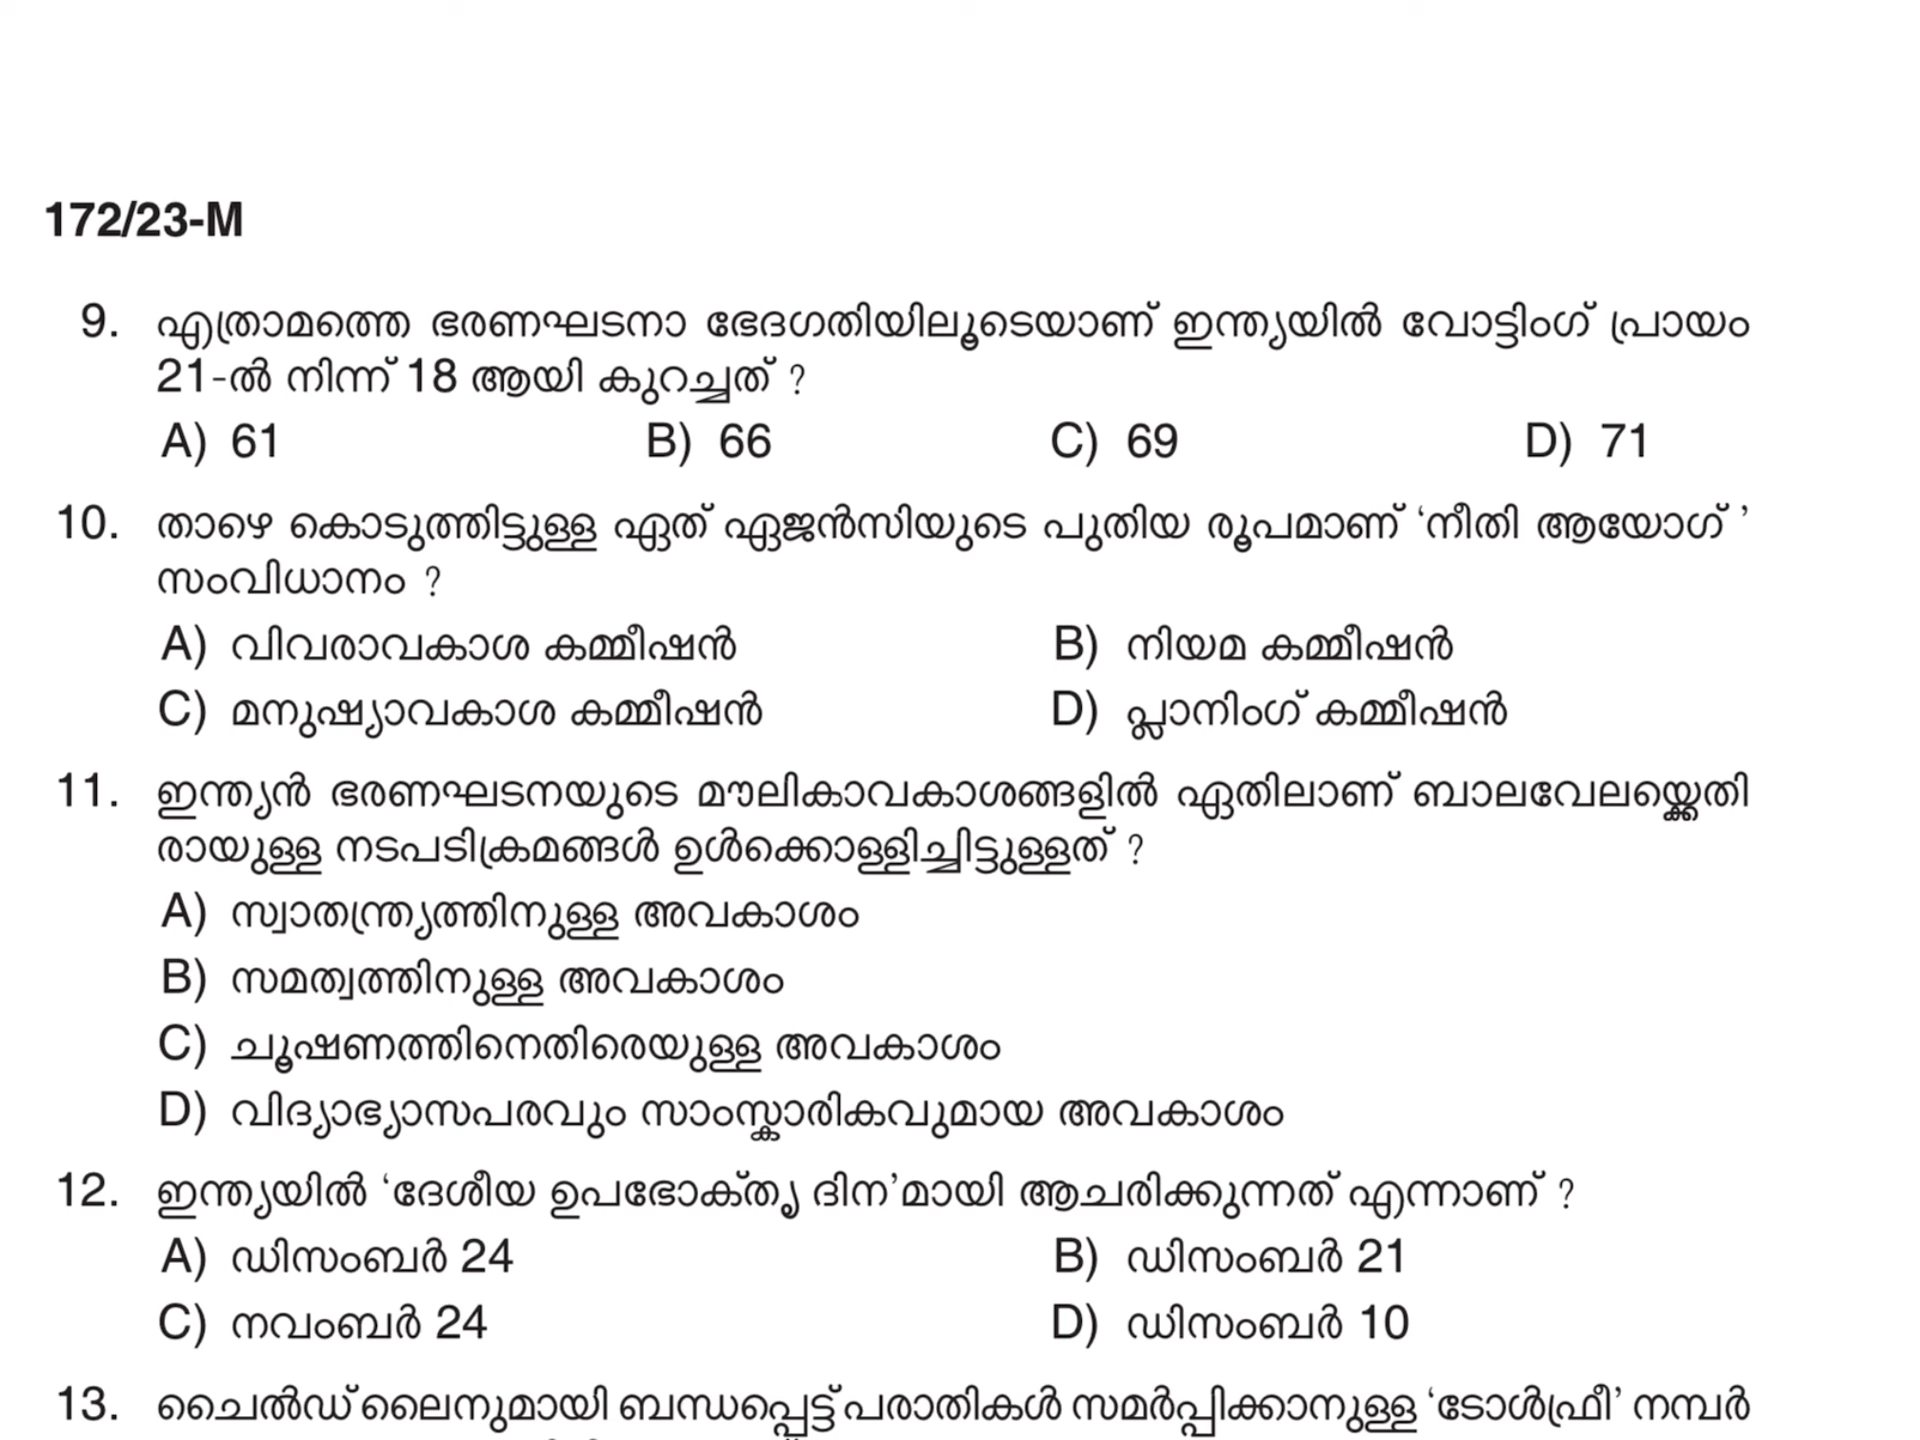 172/23-M
9. എത്രാമത്തെ ഭരണഘടനാ ഭേദഗതിയിലൂടെയാണ് ഇന്ത്യയിൽ വോട്ടിംഗ് പ്രായം
21-ൽ നിന്ന് 18 ആയി കുറച്ചത് ?
A) 61 B) 66 C) 69 D) 71
10. താഴെ കൊടുത്തിട്ടുള്ള ഏത് ഏജൻസിയുടെ പുതിയ രൂപമാണ് ‘നീതി ആയോഗ് ’
സംവിധാനം ?
A) വിവരാവകാശ കമ്മീഷൻ B) നിയമ കമ്മീഷൻ
C) മനുഷ്യാവകാശ കമ്മീഷൻ D) പ്ലാനിംഗ് കമ്മീഷൻ
11. ഇന്ത്യൻ ഭരണഘടനയുടെ മൗലികാവകാശങ്ങളിൽ ഏതിലാണ് ബാലവേലയ്ക്കെതി
രായുള്ള നടപടിക്രമങ്ങൾ ഉൾക്കൊള്ളിച്ചിട്ടുള്ളത് ?
A) സ്വാതന്ത്ര്യത്തിനുള്ള അവകാശം
B) സമത്വത്തിനുള്ള അവകാശം
C) ചൂഷണത്തിനെതിരെയുള്ള അവകാശം
D) വിദ്യാഭ്യാസപരവും സാംസ്കാരികവുമായ അവകാശം
12. ഇന്ത്യയിൽ ‘ദേശീയ ഉപഭോക്തൃ ദിന’മായി ആചരിക്കുന്നത് എന്നാണ് ?
A) ഡിസംബർ 24 B) ഡിസംബർ 21
C) നവംബർ 24 D) ഡിസംബർ 10
13. ചൈൽഡ് ലൈനുമായി ബന്ധപ്പെട്ട് പരാതികൾ സമർപ്പിക്കാനുള്ള ‘ടോൾഫ്രീ’ നമ്പർ